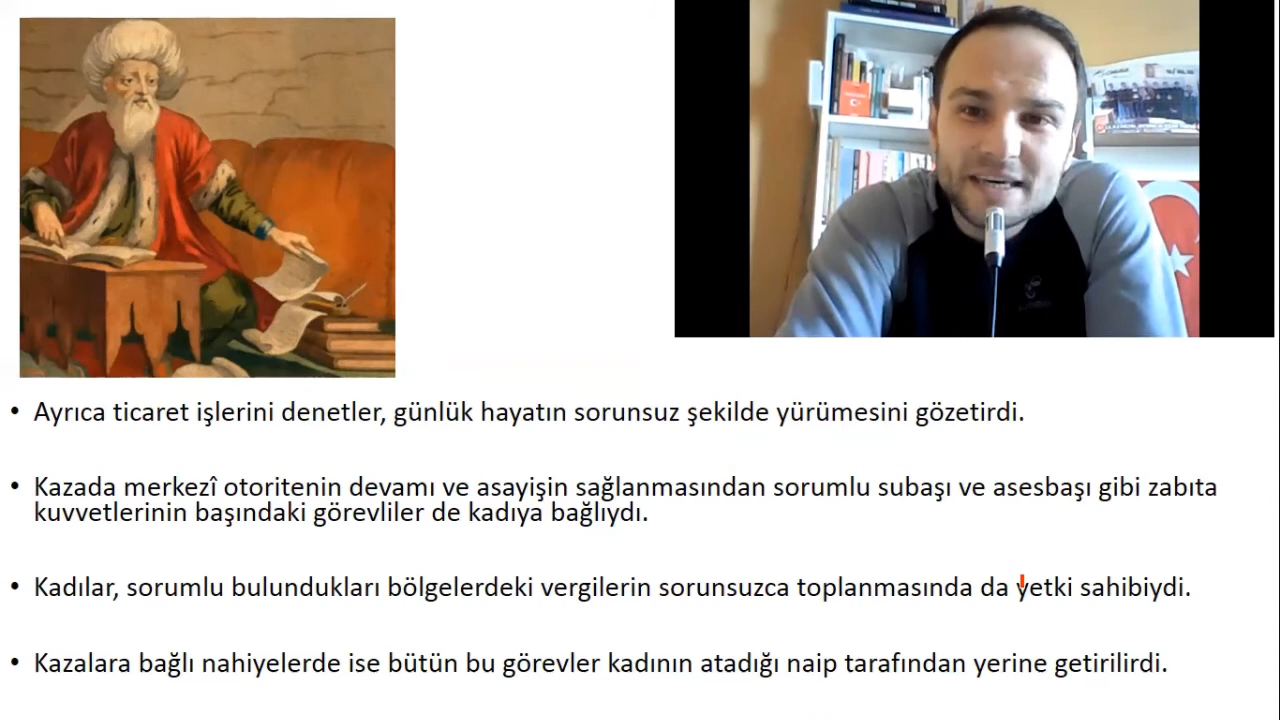 • Ayrıca ticaret işlerini denetler, günlük hayatın sorunsuz şekilde yürümesini gözetirdi.
• Kazada merkezî otoritenin devamı ve asayişin sağlanmasından sorumlu subaşı ve asesbaşı gibi zabıta
kuvvetlerinin başındaki görevliler de kadıya bağlıydı.
• Kadılar, sorumlu bulundukları bölgelerdeki vergilerin sorunsuzca toplanmasında da yetki sahibiydi.
• Kazalara bağlı nahiyelerde ise bütün bu görevler kadının atadığı naip tarafından yerine getirilirdi.